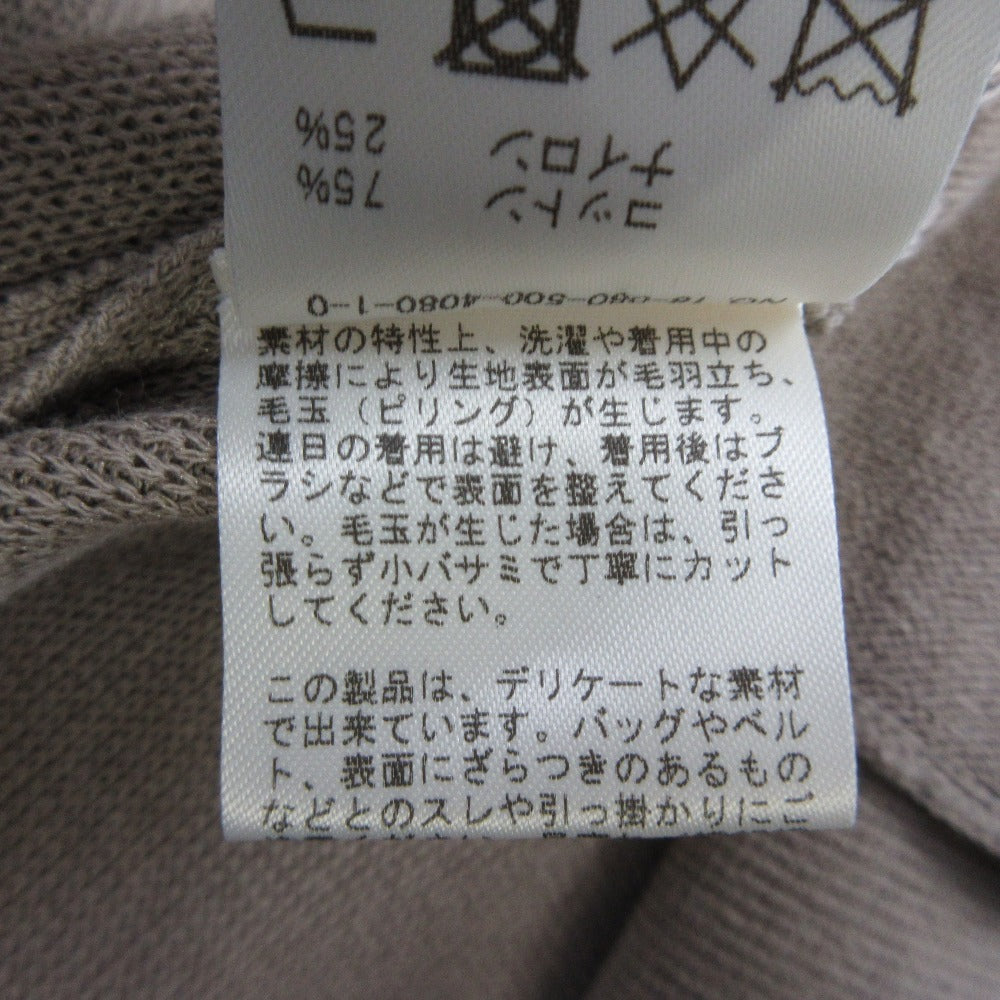 コットン 75%
ナイロン 25%
080-500-4080-1-0
素材の特性上、洗濯や着用中の
摩擦により生地表面が毛羽立ち、
毛玉（ピリング）が生じます。
連日の着用は避け、着用後はブ
ラシなどで表面を整えてくださ
い。毛玉が生じた場合は、引っ
張らず小バサミで丁寧にカット
してください。
この製品は、デリケートな素材
で出来ています。バッグやベル
ト、表面にざらつきのあるもの
などとのスレや引っ掛かりにご